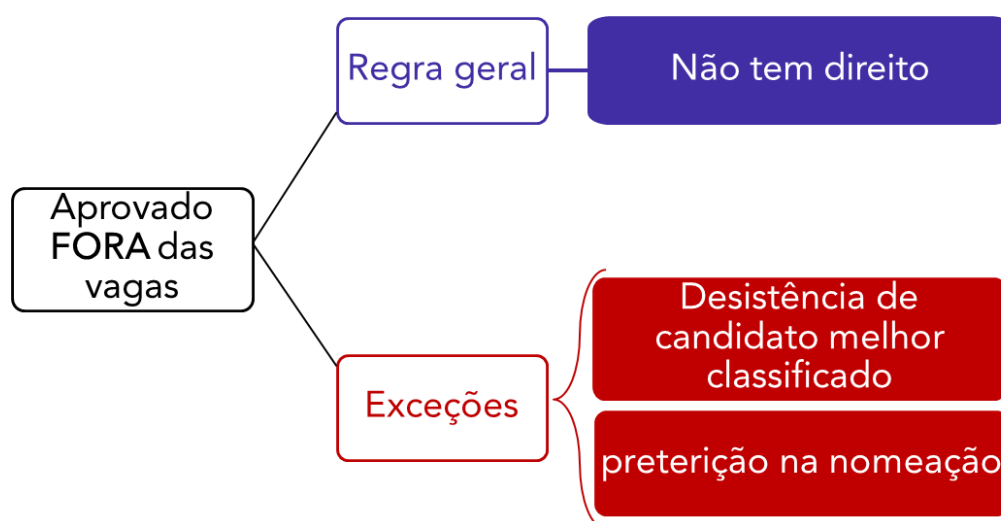 Regra geral
Não tem direito
Aprovado
FORA das
vagas
Exceções
Desistência de
candidato melhor
classificado
preterição na nomeação